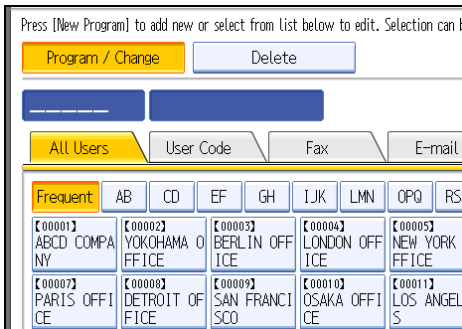 Press [New Program] to add new or select from list below to edit. Selection can
Program / Change Delete
_ _ _ _ _
All Users User Code Fax E-mail
Frequent AB CD EF GH IJK LMN OPQ RS
【00001】 【00002】 【00003】 【00004】 【00005】
ABCD COMPA YOKOHAMA O BERLIN OFF LONDON OFF NEW YORK
NY FFICE ICE ICE FFICE
【00007】 【00008】 【00009】 【00010】 【00011】
PARIS OFFI DETROIT OF SAN FRANCI OSAKA OFFI LOS ANGEL
CE FICE SCO CE S